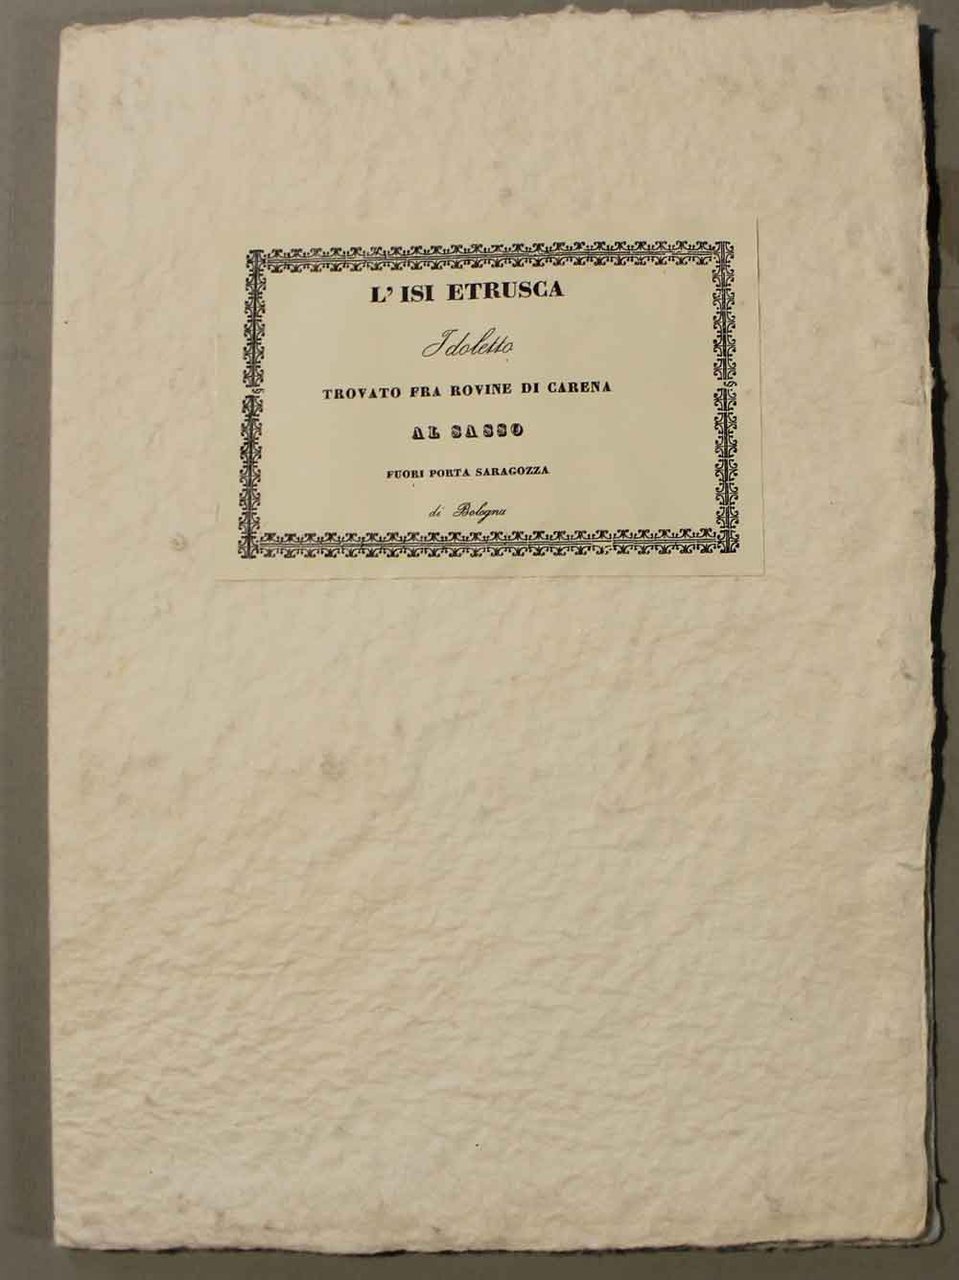 L' ISI ETRUSCA
Idoletto
TROVATO FRA ROVINE DI CARENA
AL SASSO
FUORI PORTA SARAGOZZA
di Bologna